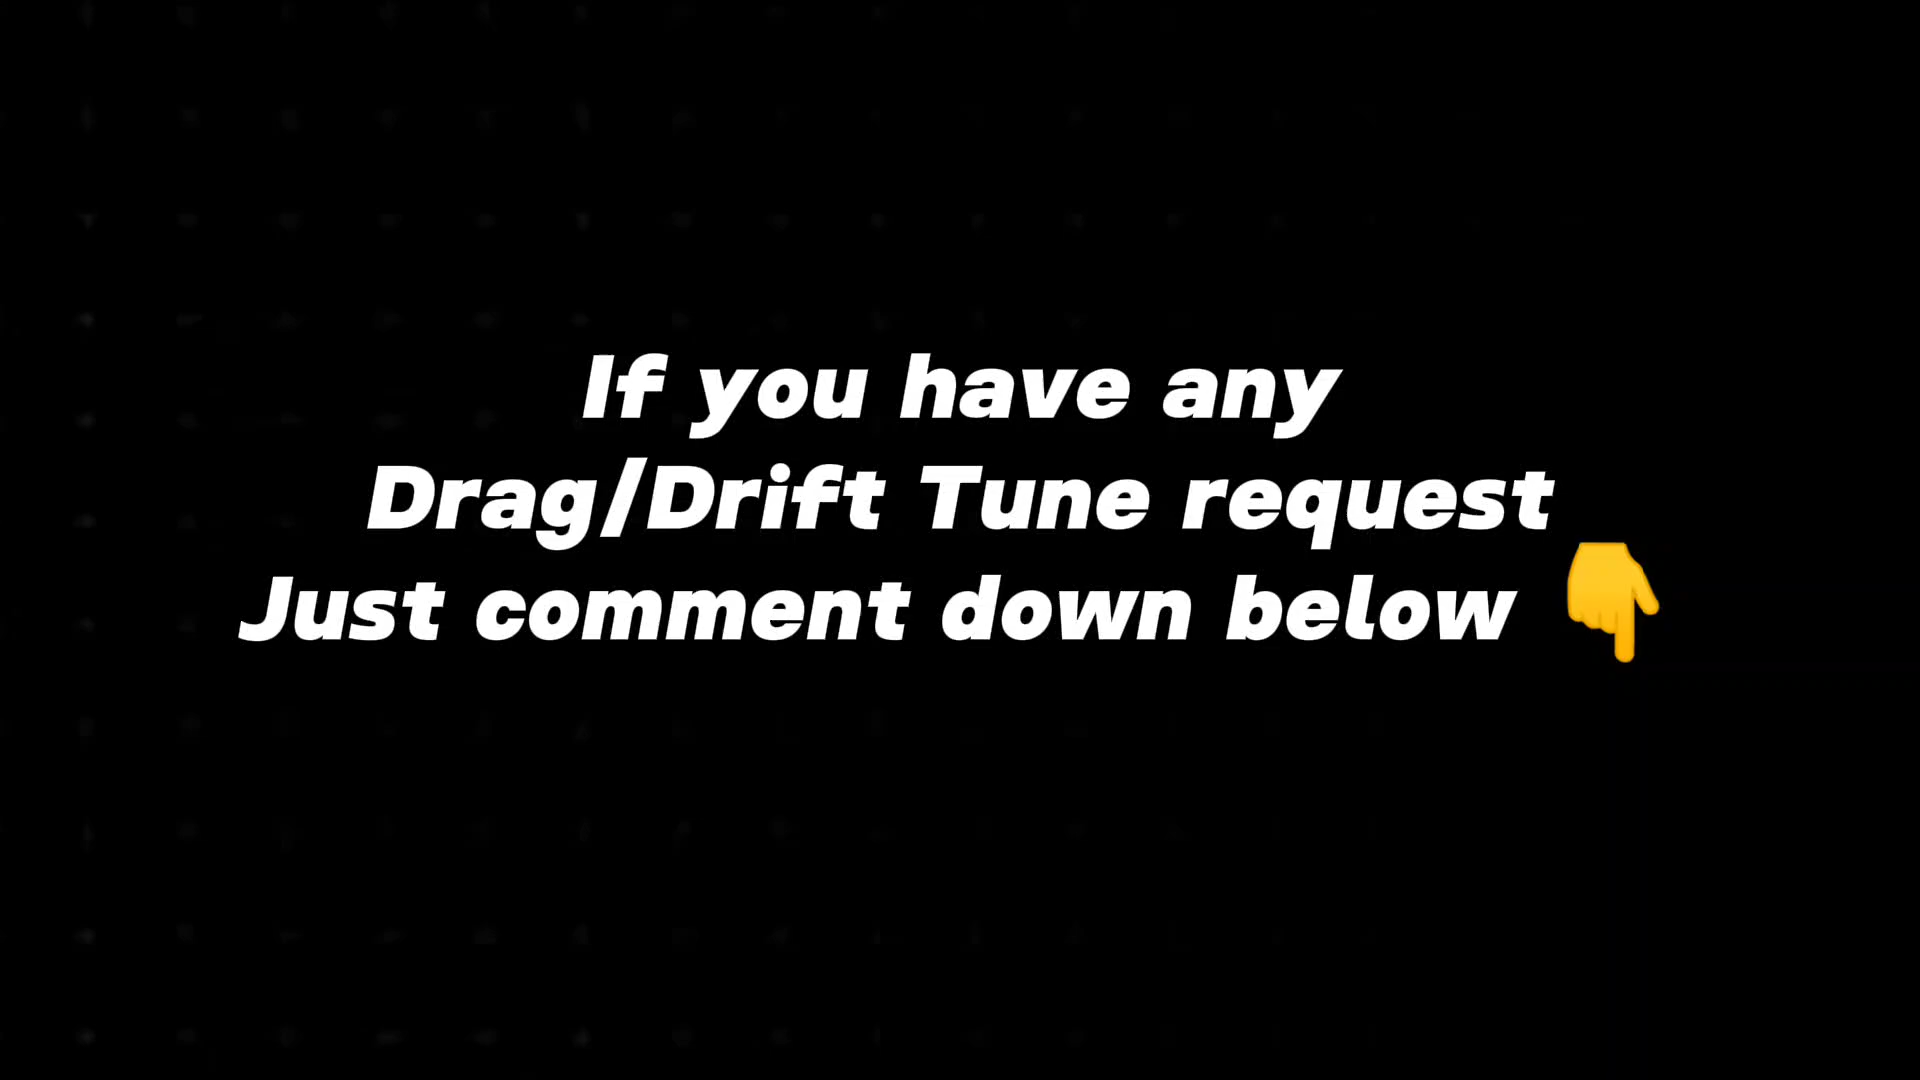 If you have any
Drag/Drift Tune request
Just comment down below 👇